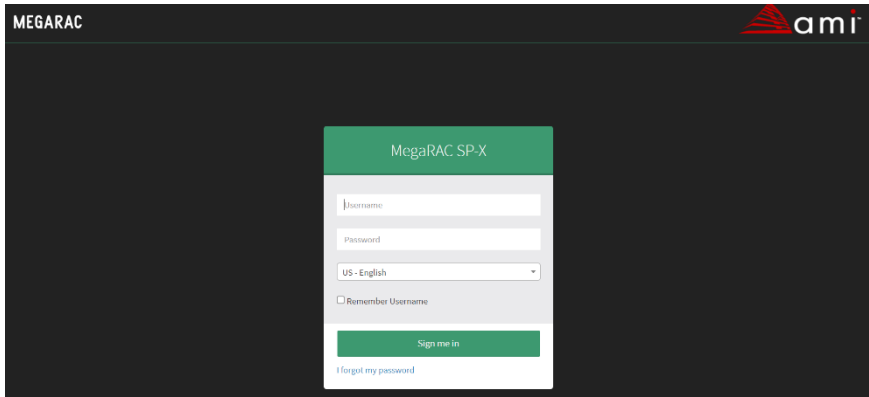 MEGARAC
ami
MegaRAC SP-X
Username
Password
US - English
Remember Username
Sign me in
I forgot my password